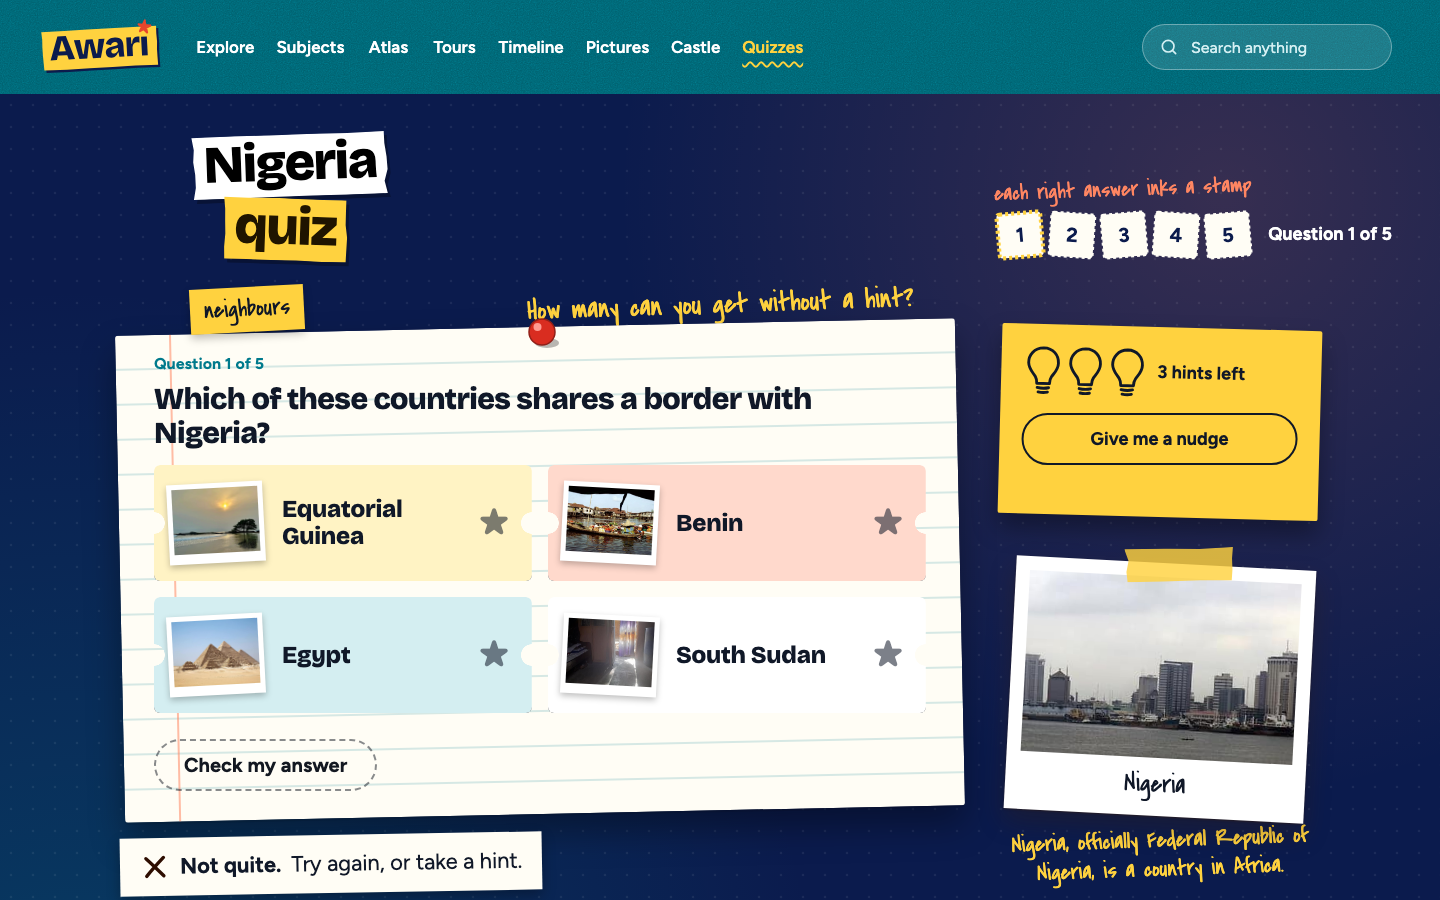 Awari
Explore
Subjects
Atlas
Tours
Timeline
Pictures
Castle
Quizzes
Search anything
Nigeria
quiz
each right answer inks a stamp
1
2
3
4
5
Question 1 of 5
neighbours
How many can you get without a hint?
Question 1 of 5
Which of these countries shares a border with
Nigeria?
Equatorial
Guinea
Benin
Egypt
South Sudan
Check my answer
Not quite. Try again, or take a hint.
3 hints left
Give me a nudge
Nigeria
Nigeria, officially Federal Republic of
Nigeria, is a country in Africa.